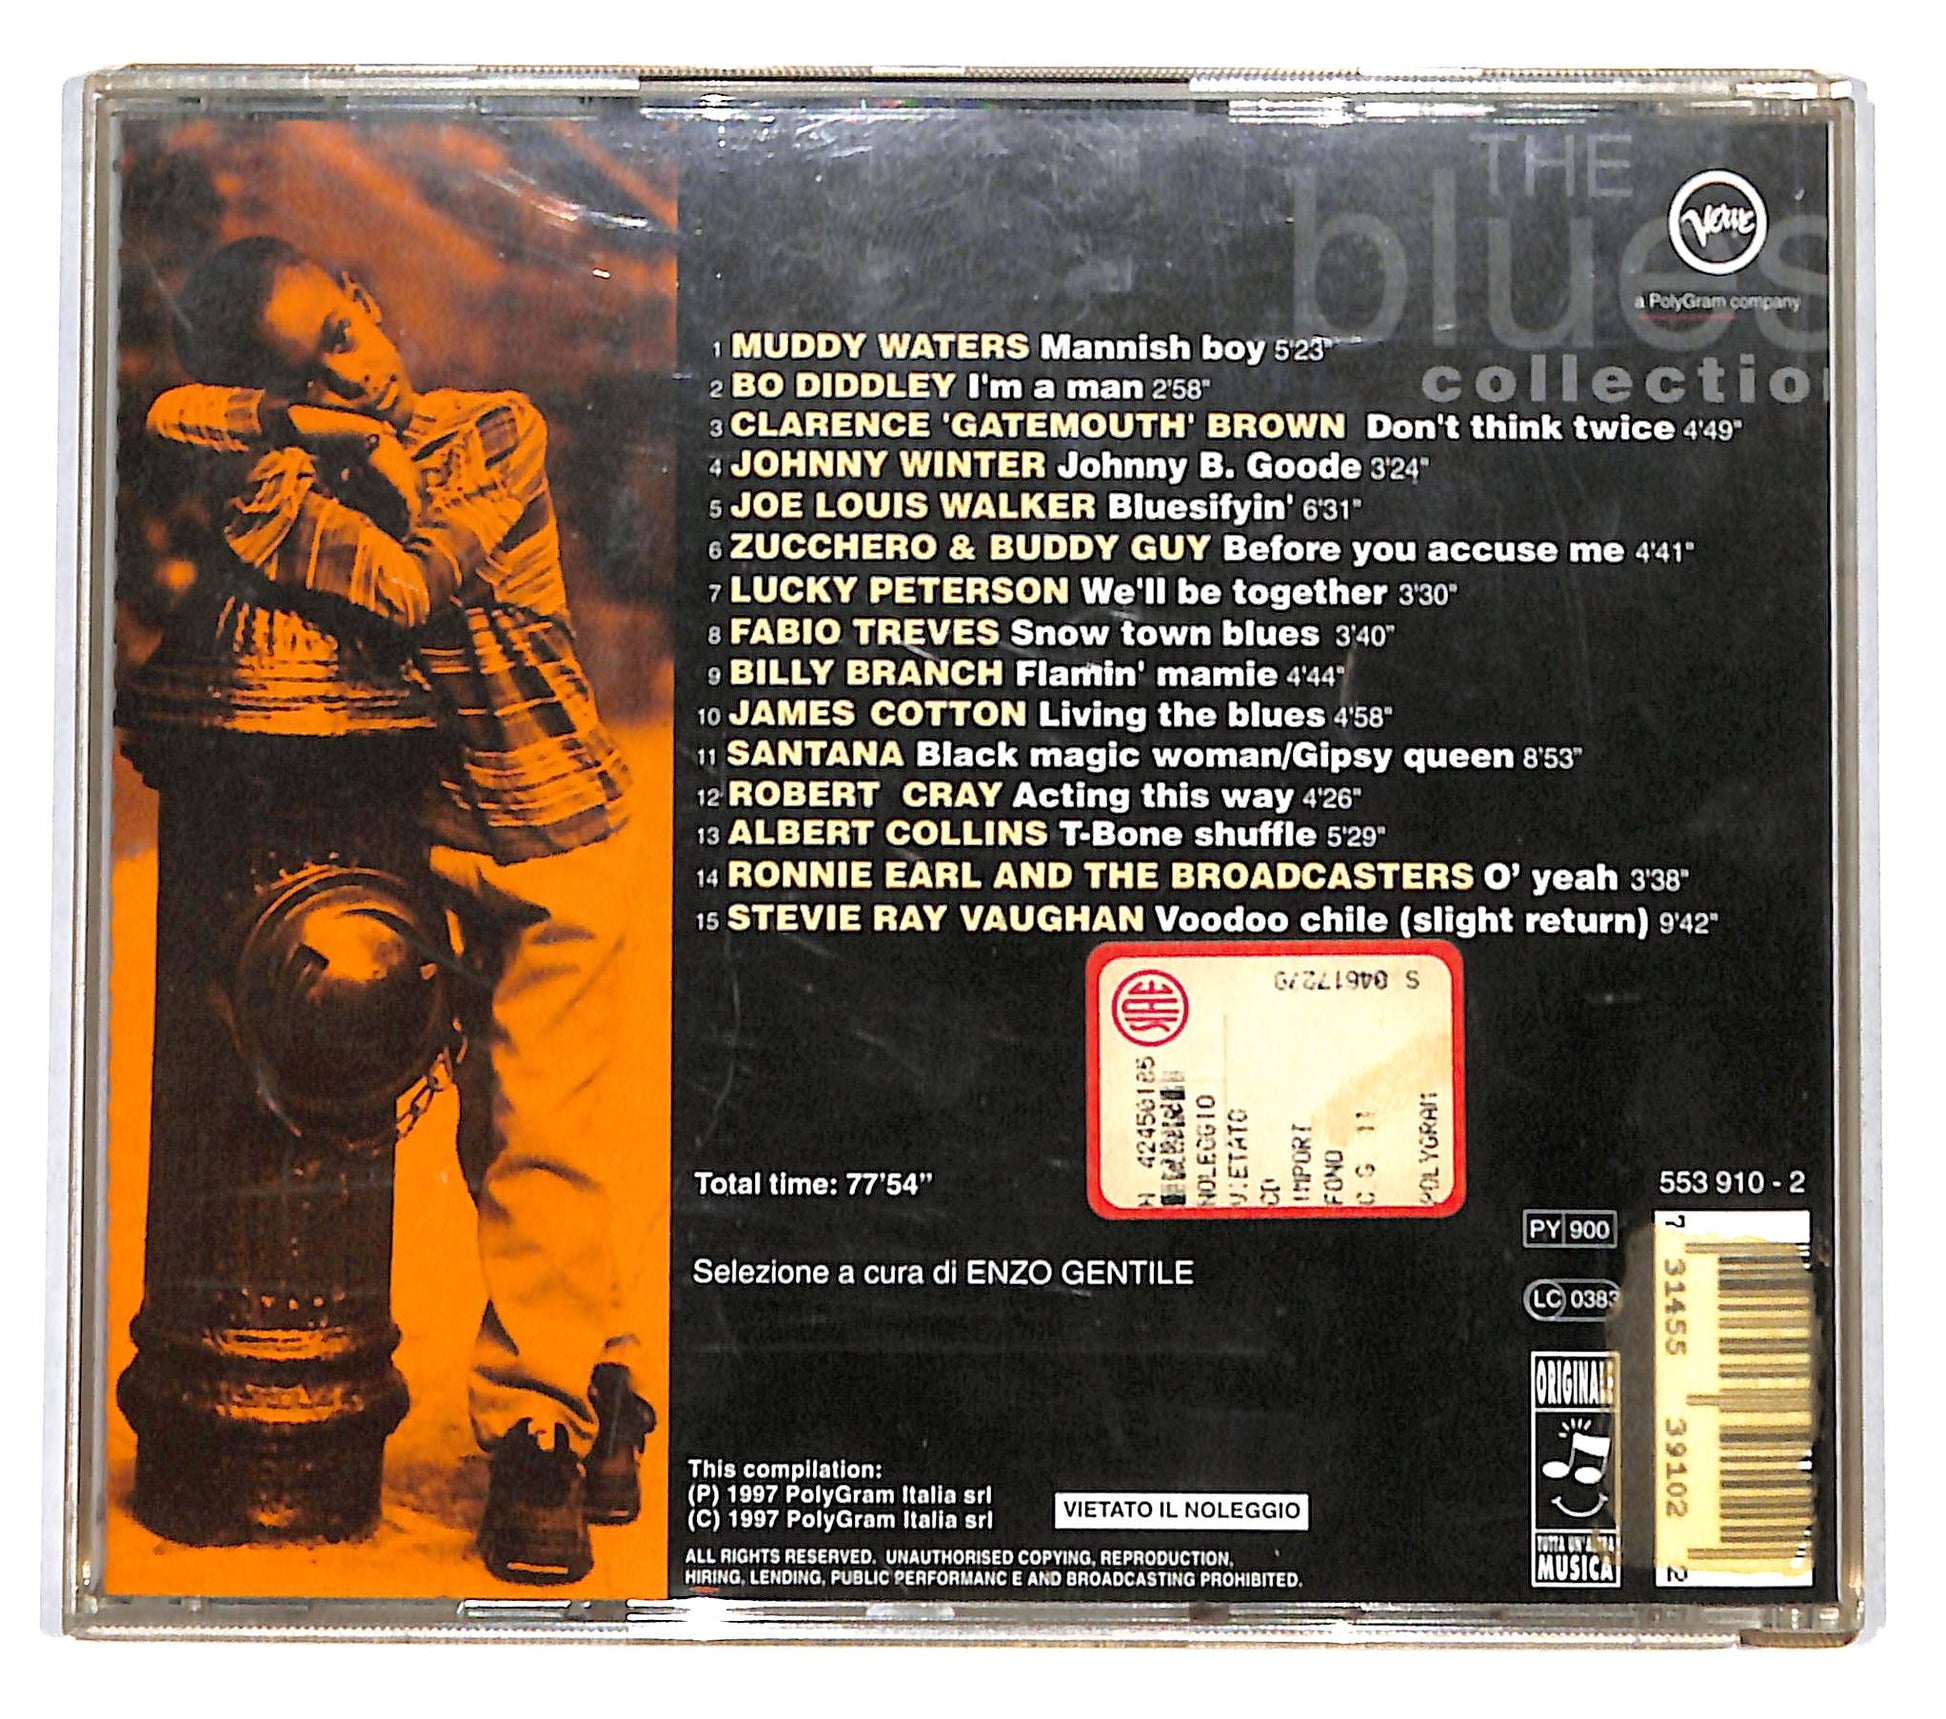 THE
blues
collectio
Verve
a PolyGram company
1 MUDDY WATERS Mannish boy 5'23"
2 BO DIDDLEY I'm a man 2'58"
3 CLARENCE 'GATEMOUTH' BROWN Don't think twice 4'49"
4 JOHNNY WINTER Johnny B. Goode 3'24"
5 JOE LOUIS WALKER Bluesifyin' 6'31"
6 ZUCCHERO & BUDDY GUY Before you accuse me 4'41"
7 LUCKY PETERSON We'll be together 3'30"
8 FABIO TREVES Snow town blues 3'40"
9 BILLY BRANCH Flamin' mamie 4'44"
10 JAMES COTTON Living the blues 4'58"
11 SANTANA Black magic woman/Gipsy queen 8'53"
12 ROBERT CRAY Acting this way 4'26"
13 ALBERT COLLINS T-Bone shuffle 5'29"
14 RONNIE EARL AND THE BROADCASTERS O' yeah 3'38"
15 STEVIE RAY VAUGHAN Voodoo chile (slight return) 9'42"
SIAE
NOLEGGIO
VIETATO
CD
IMPORI
FOND
C.G 11
POLYGRAM
Total time: 77'54"
Selezione a cura di ENZO GENTILE
553 910 - 2
PY 900
LC 0383
ORIGINALE
TUTTA UN'ALTRA
MUSICA
7 31455 39102 2
This compilation:
(P) 1997 PolyGram Italia srl
(C) 1997 PolyGram Italia srl
VIETATO IL NOLEGGIO
ALL RIGHTS RESERVED. UNAUTHORISED COPYING, REPRODUCTION,
HIRING, LENDING, PUBLIC PERFORMANC E AND BROADCASTING PROHIBITED.